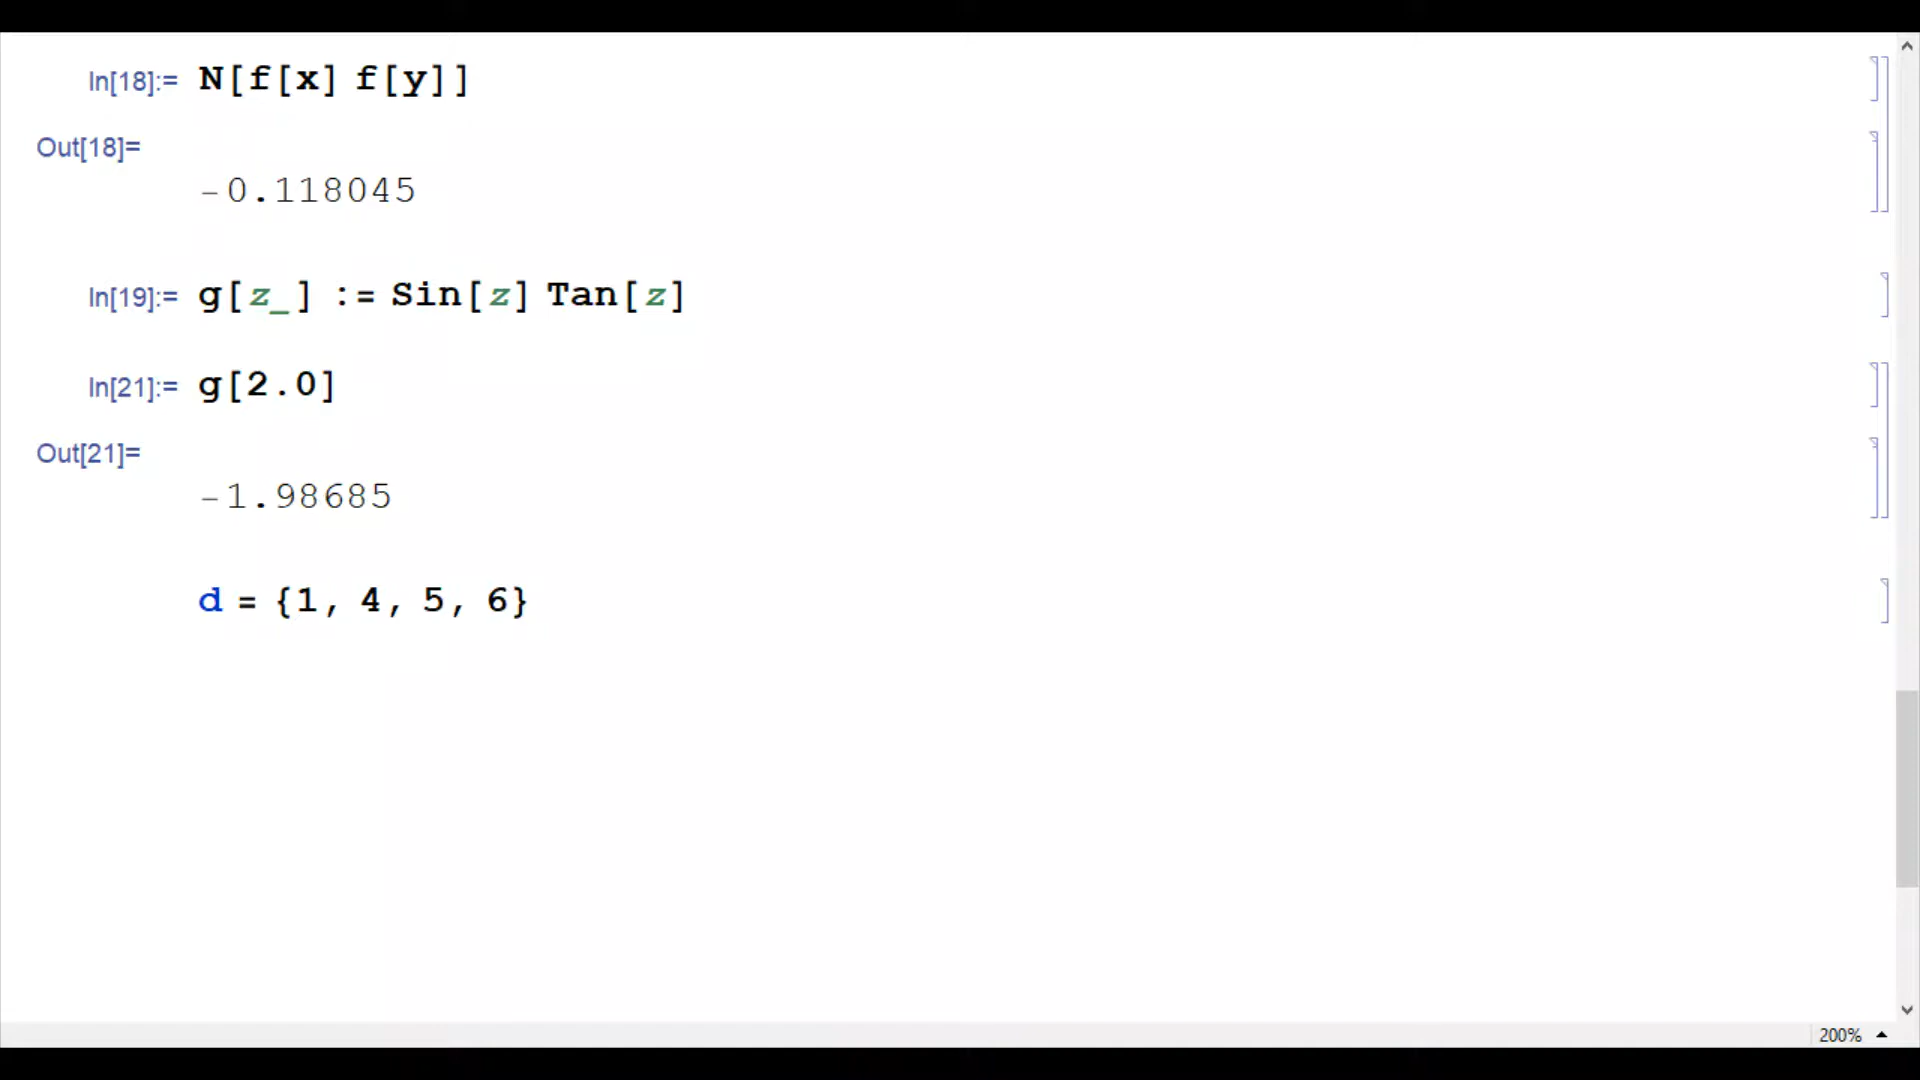 In[18]:= N[f[x] f[y]]
Out[18]=
-0.118045
In[19]:= g[z_] := Sin[z] Tan[z]
In[21]:= g[2.0]
Out[21]=
-1.98685
d = {1, 4, 5, 6}
200%